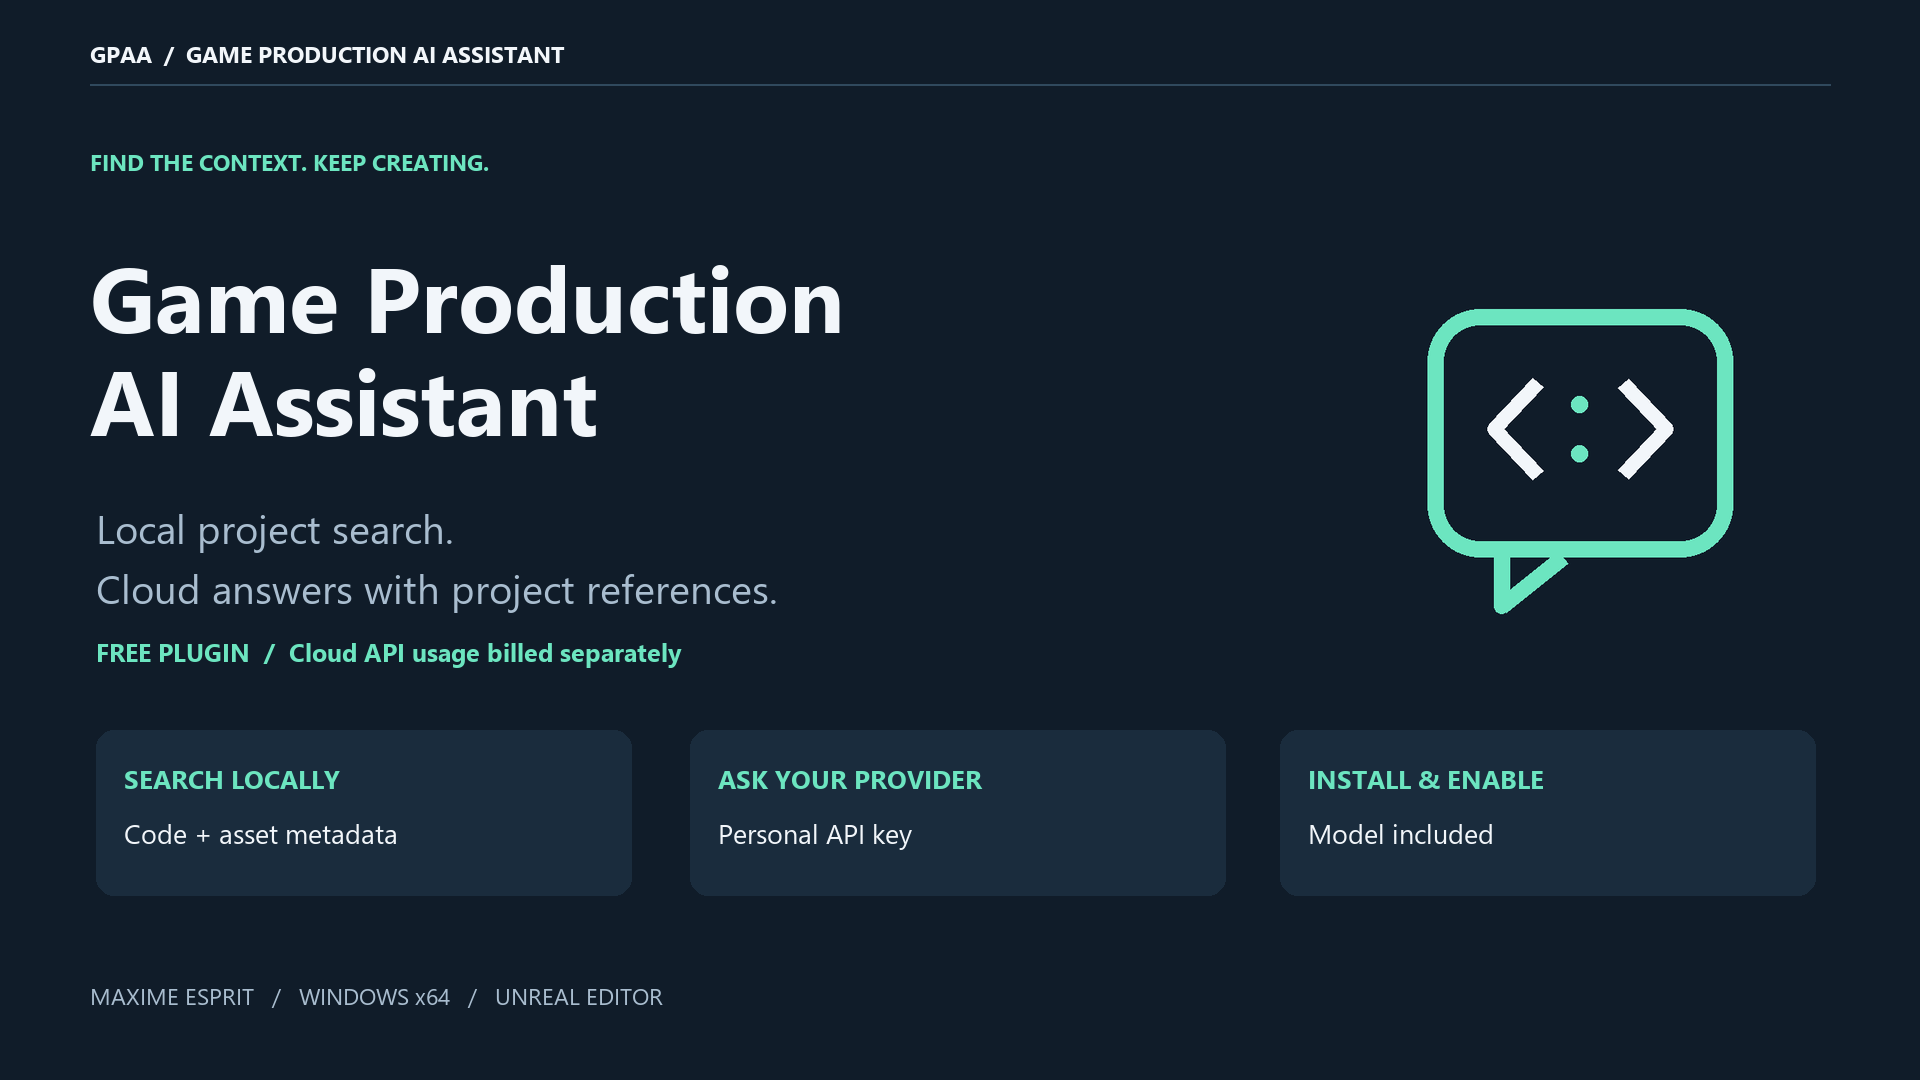 GPAA / GAME PRODUCTION AI ASSISTANT
FIND THE CONTEXT. KEEP CREATING.
Game Production
AI Assistant
Local project search.
Cloud answers with project references.
FREE PLUGIN / Cloud API usage billed separately
SEARCH LOCALLY
Code + asset metadata
ASK YOUR PROVIDER
Personal API key
INSTALL & ENABLE
Model included
MAXIME ESPRIT / WINDOWS x64 / UNREAL EDITOR